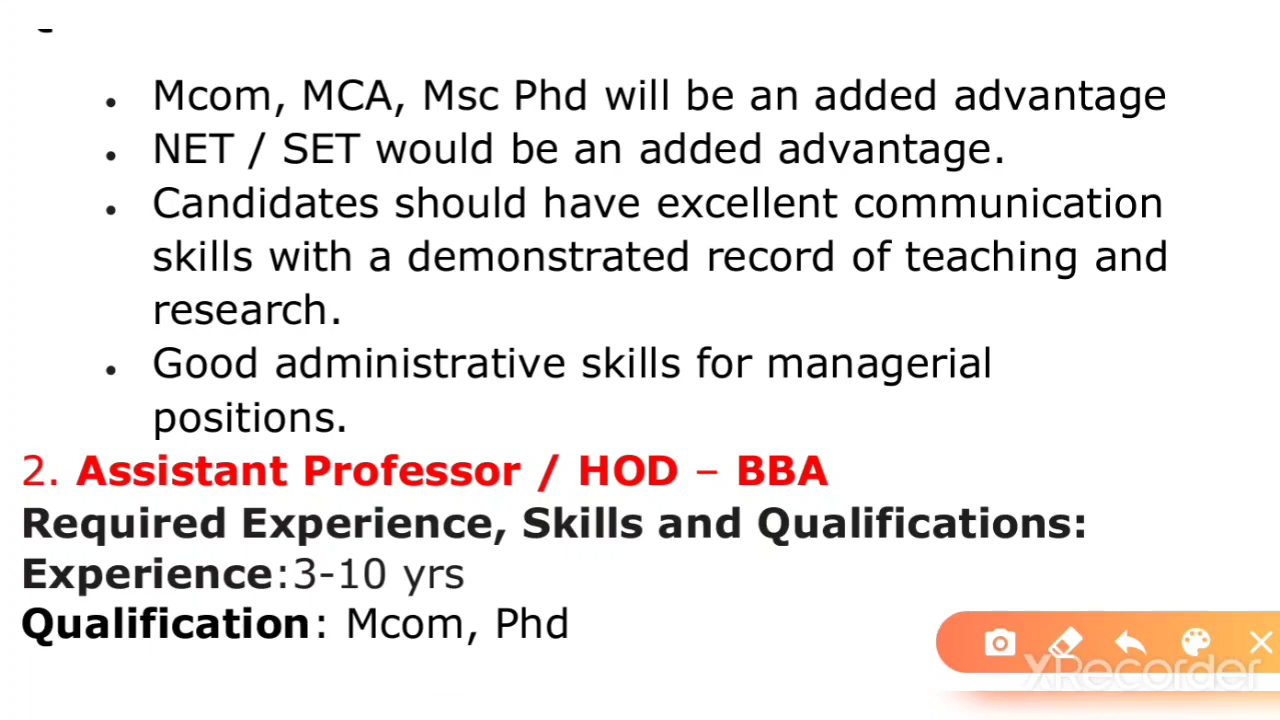 • Mcom, MCA, Msc Phd will be an added advantage
• NET / SET would be an added advantage.
• Candidates should have excellent communication
skills with a demonstrated record of teaching and
research.
• Good administrative skills for managerial
positions.
2. Assistant Professor / HOD – BBA
Required Experience, Skills and Qualifications:
Experience:3-10 yrs
Qualification: Mcom, Phd
XRecorder